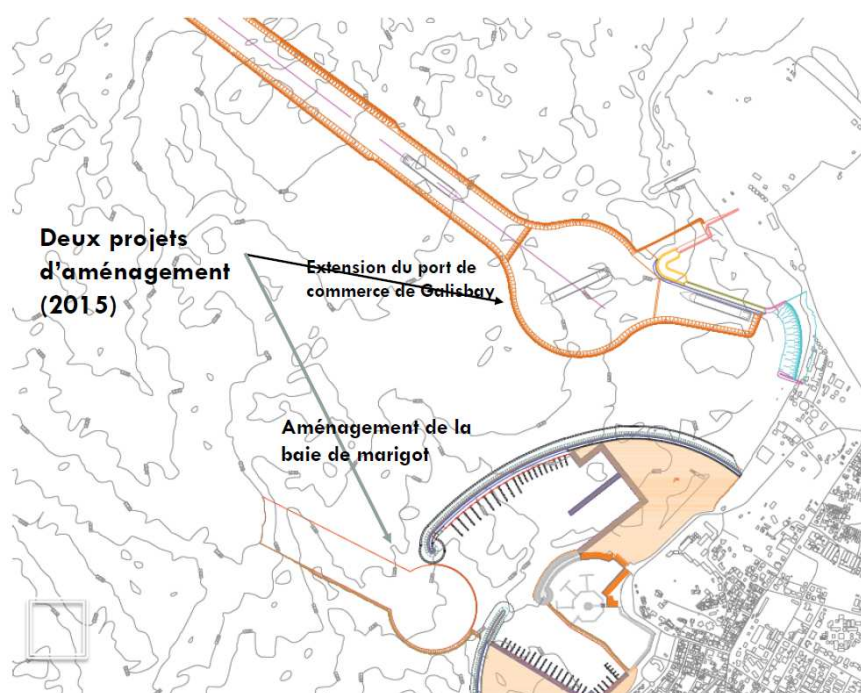 Deux projets
d'aménagement
(2015)
Extension du port de
commerce de Galisbay
Aménagement de la
baie de marigot